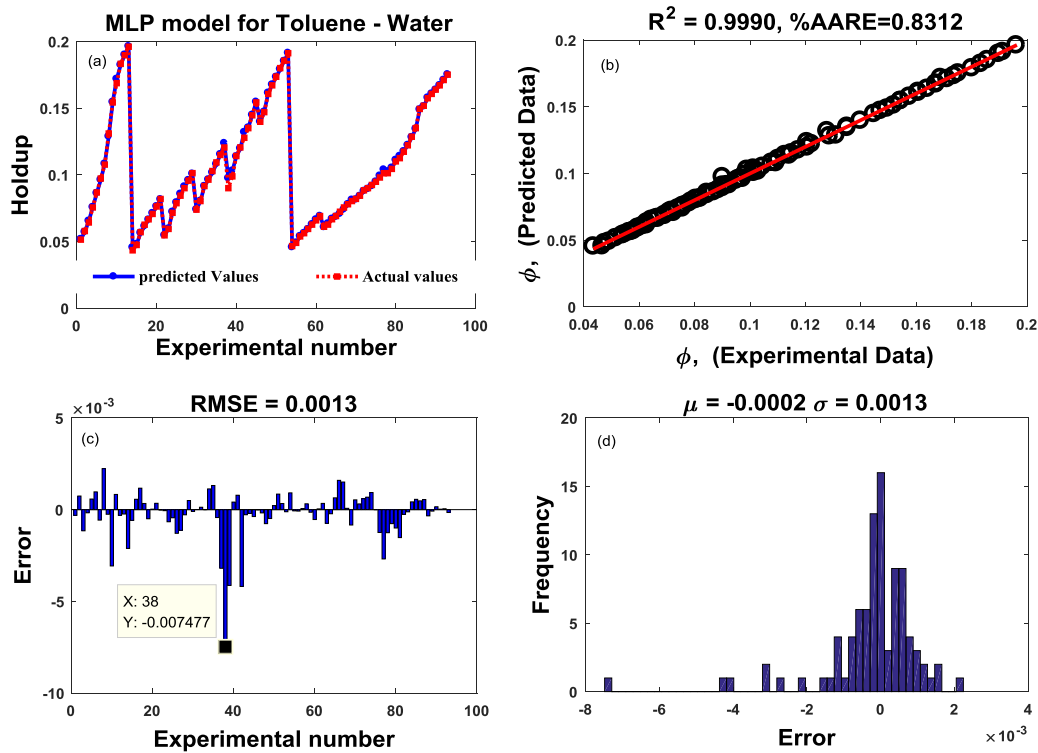 MLP model for Toluene - Water
(a)
Holdup
0.2
0.15
0.1
0.05
0
predicted Values
Actual values
0 20 40 60 80 100
Experimental number
R² = 0.9990, %AARE=0.8312
(b)
ϕ, (Predicted Data)
0.2
0.15
0.1
0.05
0
0.04 0.06 0.08 0.1 0.12 0.14 0.16 0.18 0.2
ϕ, (Experimental Data)
RMSE = 0.0013
×10⁻³
(c)
Error
5
0
-5
-10
X: 38
Y: -0.007477
0 20 40 60 80 100
Experimental number
μ = -0.0002 σ = 0.0013
(d)
Frequency
20
15
10
5
0
-8 -6 -4 -2 0 2 4
×10⁻³
Error